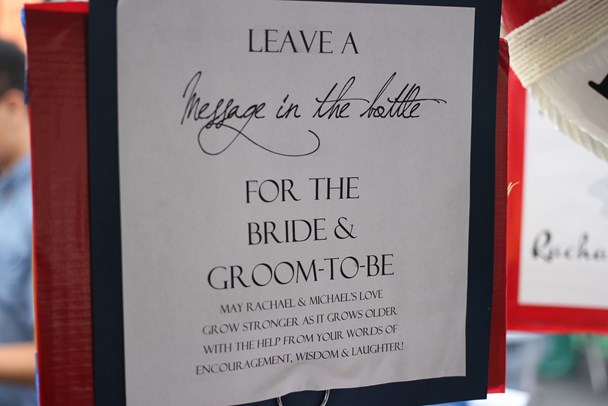 LEAVE A
Message in the bottle
FOR THE
BRIDE &
GROOM-TO-BE
MAY RACHAEL & MICHAEL'S LOVE
GROW STRONGER AS IT GROWS OLDER
WITH THE HELP FROM YOUR WORDS OF
ENCOURAGEMENT, WISDOM & LAUGHTER!
Racha